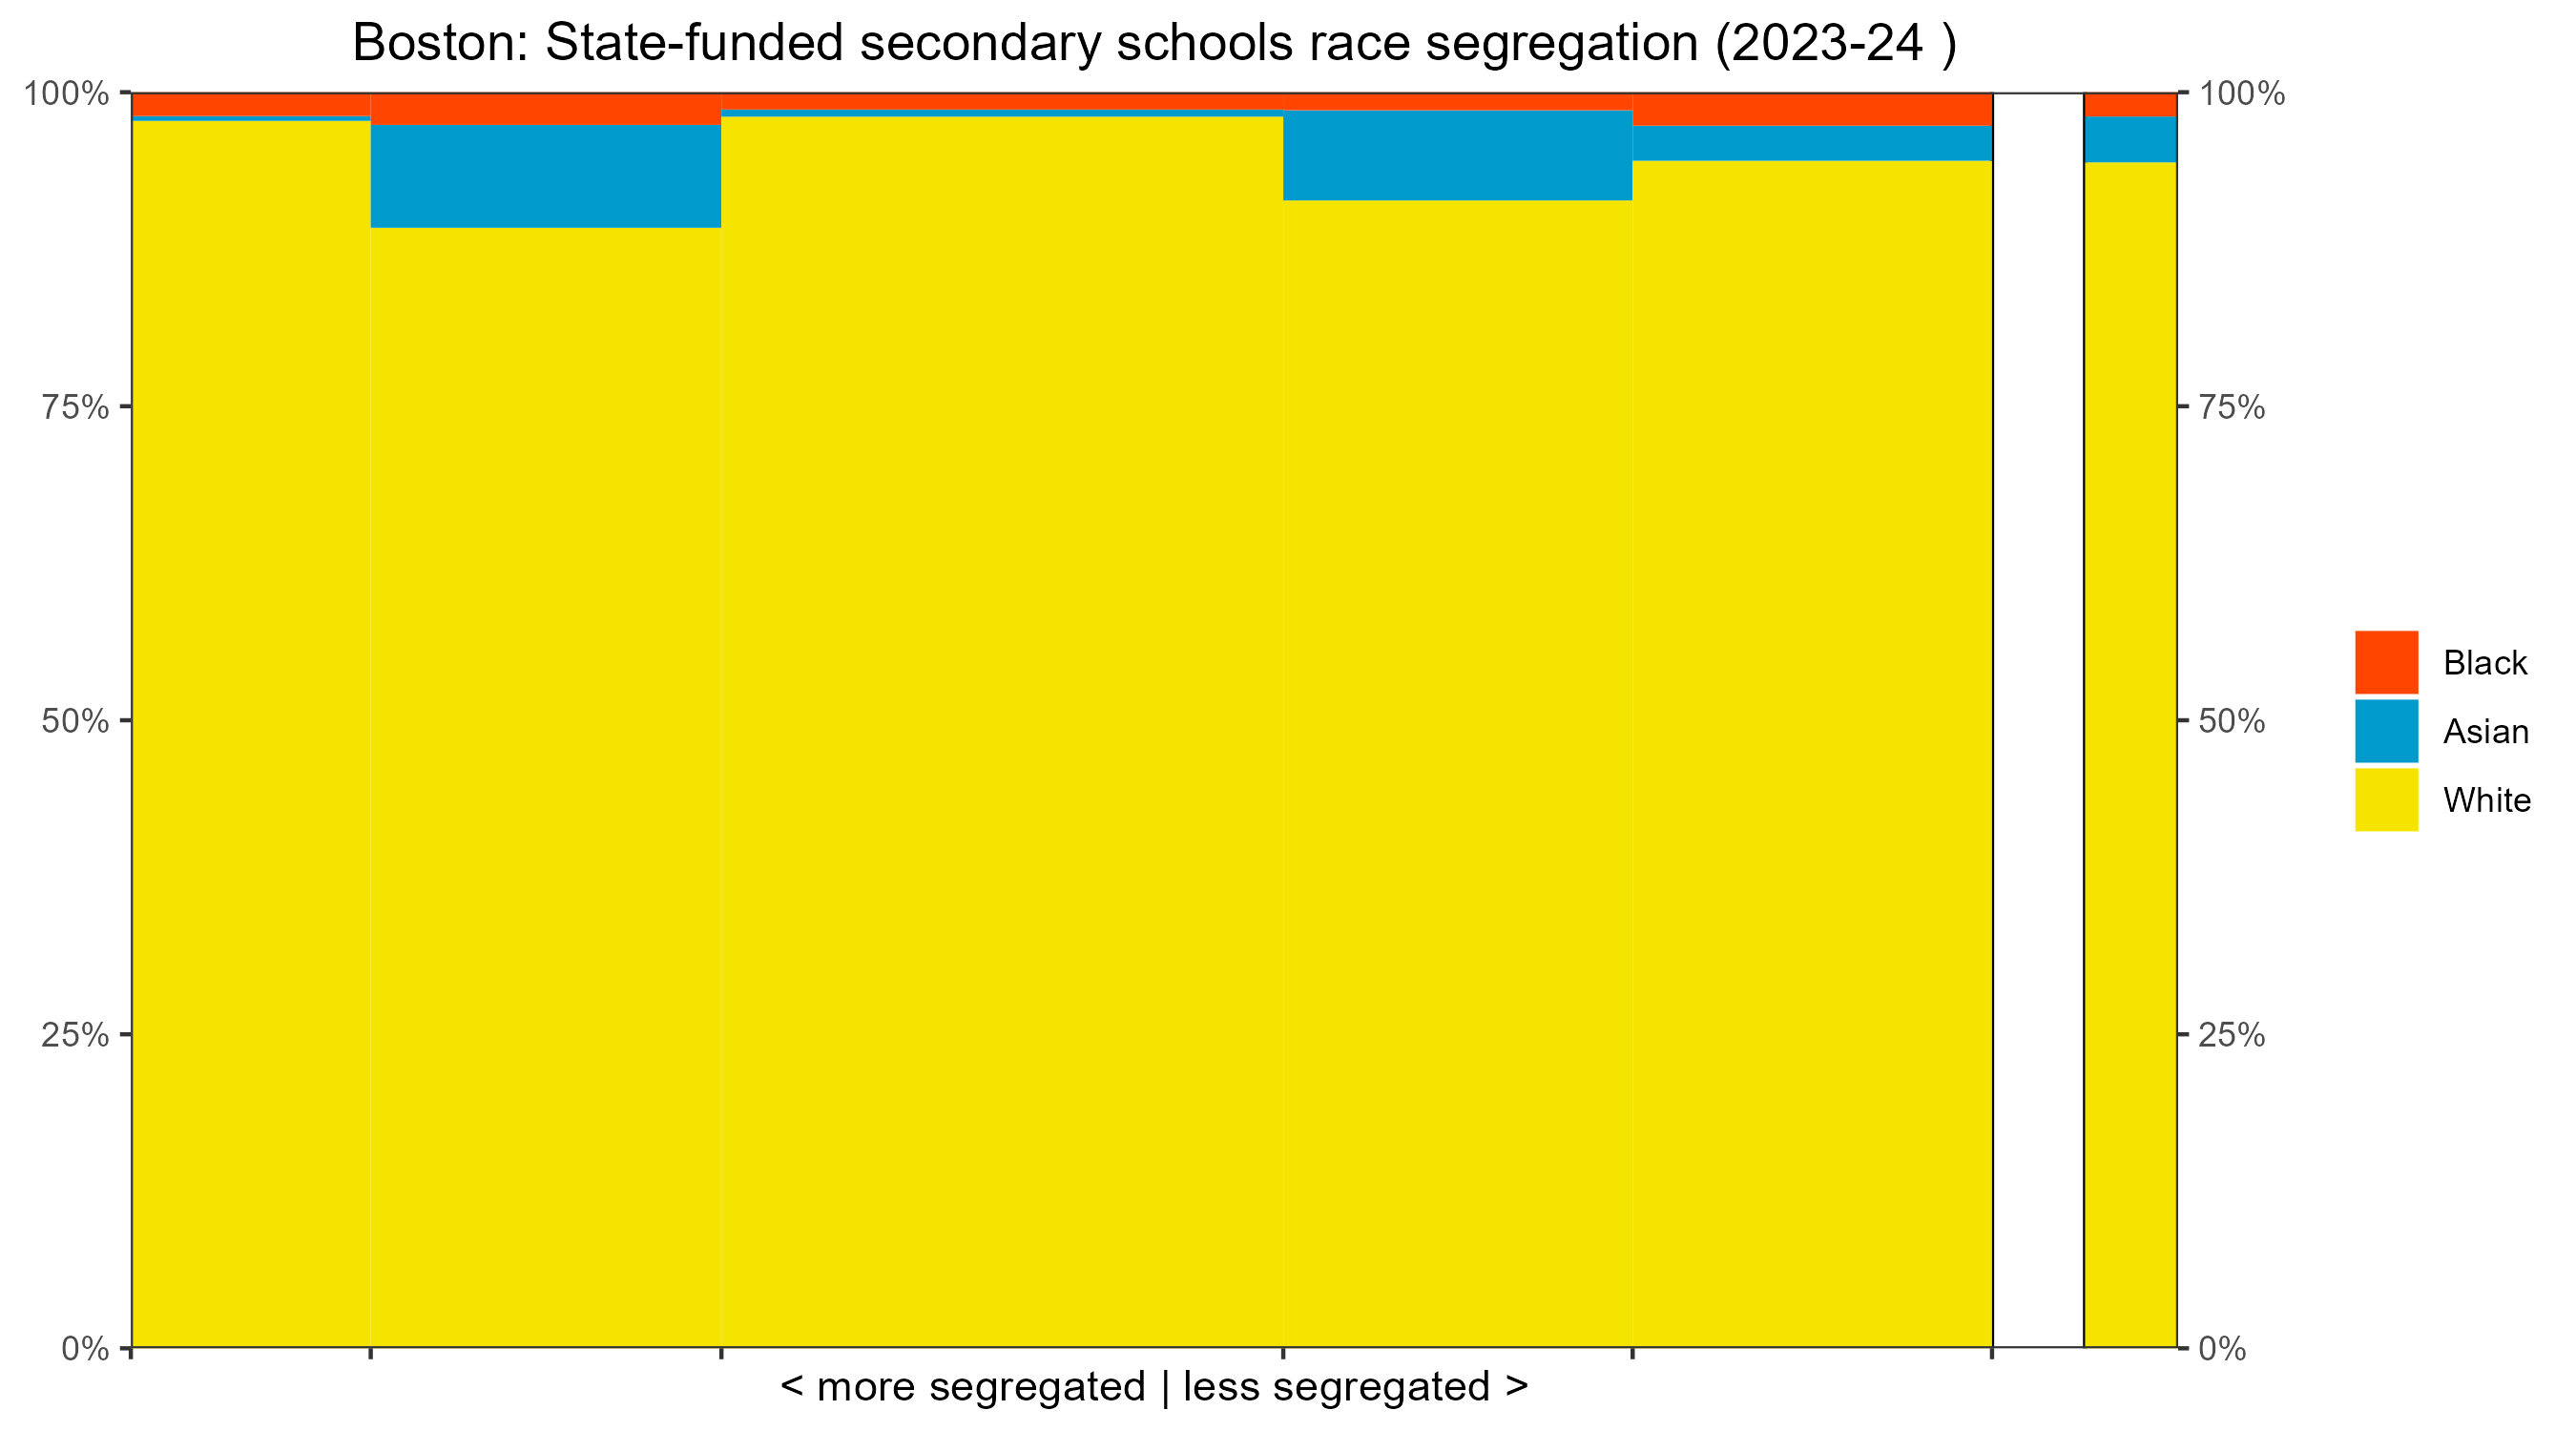 Boston: State-funded secondary schools race segregation (2023-24 )
100%
75%
50%
25%
0%
100%
75%
50%
25%
0%
Black
Asian
White
< more segregated | less segregated >